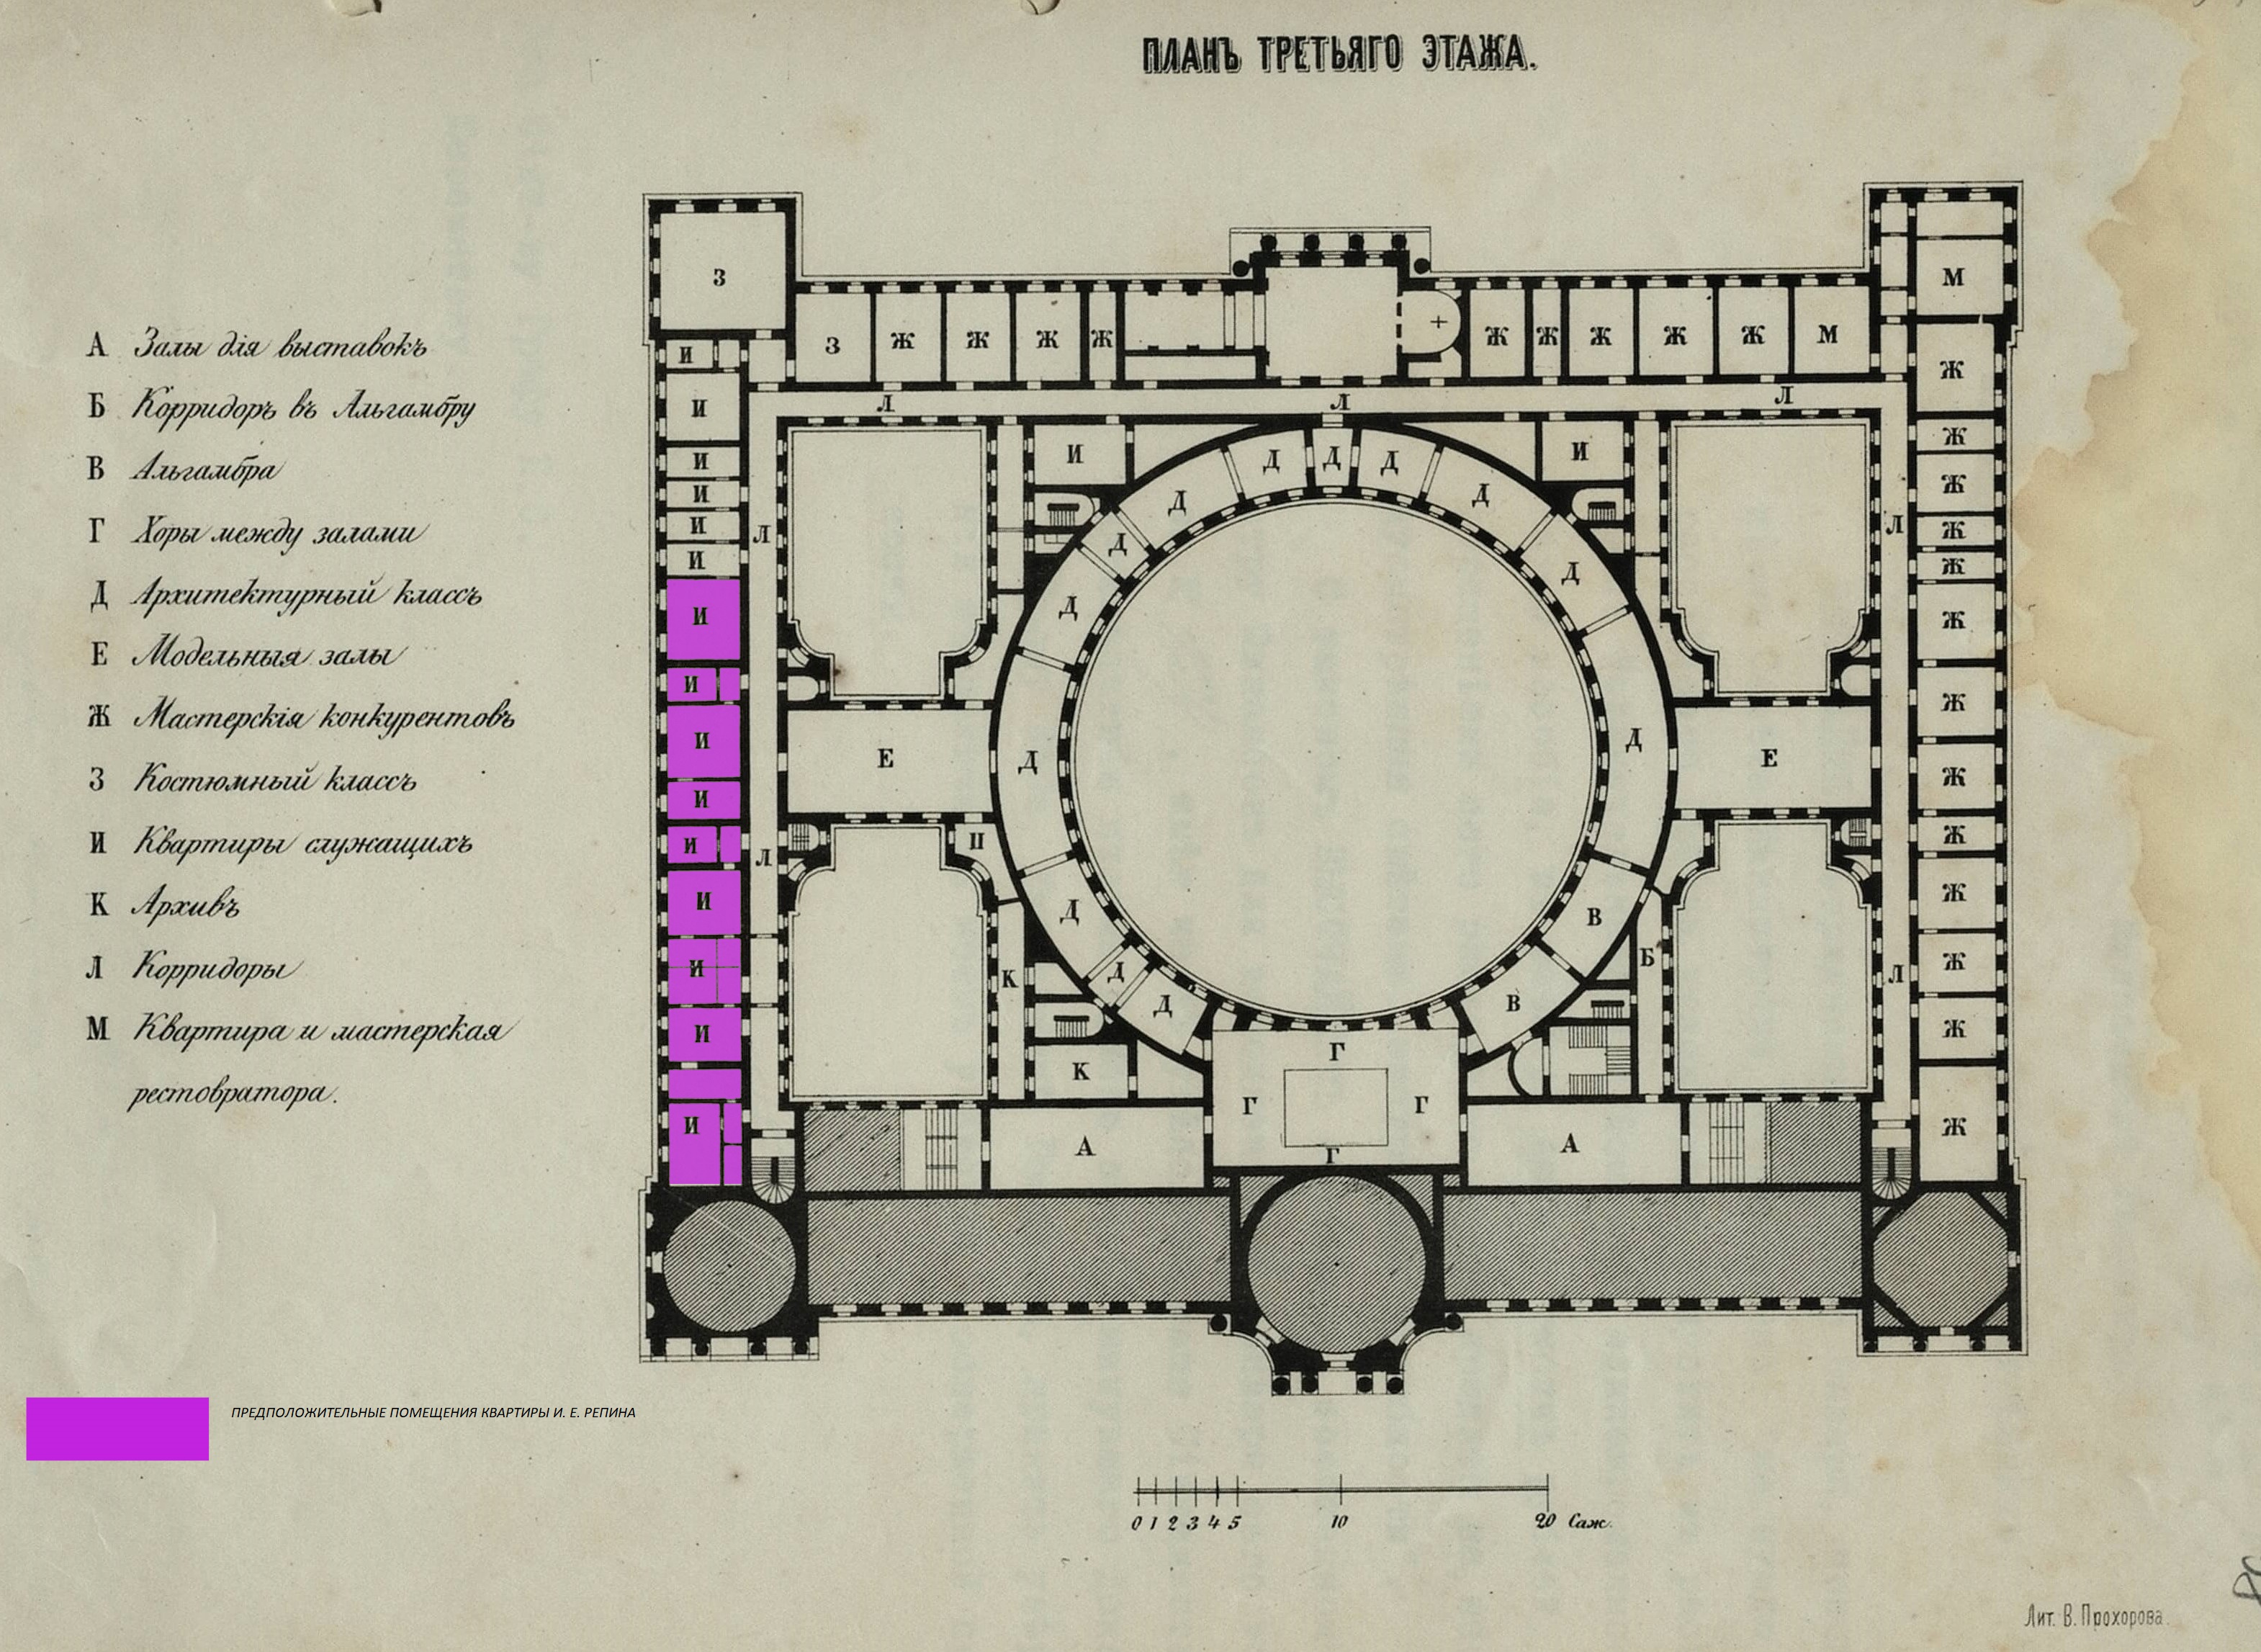 ПЛАНЪ ТРЕТЬЯГО ЭТАЖА.
А Залы для выставокъ
Б Корридоръ въ Альгамбру
В Альгамбра
Г Хоры между залами
Д Архитектурный классъ
Е Модельныя залы
Ж Мастерскія конкурентовъ
З Костюмный классъ
И Квартиры служащихъ
К Архивъ
Л Корридоры
М Квартира и мастерская
рестовратора.
З
М
З Ж Ж Ж Ж Ж Ж Ж Ж Ж М
И
Ж
И
Л Л Л
И И
Ж
И
Д Д Д
И
Д Д
Ж
И
Л
Л
Ж
И
Д
Д
Ж
И
Д
Ж
И
Ж
И
Е
Д
Д
Е
Ж
И
И
П
Ж
И
Л
Ж
И
Д
В
Б
Ж
И
К
Д
Л
И
Д
В
Ж
К
Г
Г Г
И
А
Г
А
Ж
ПРЕДПОЛОЖИТЕЛЬНЫЕ ПОМЕЩЕНИЯ КВАРТИРЫ И. Е. РЕПИНА
0 1 2 3 4 5 10 20 Саж.
Лит. В. Прохорова.